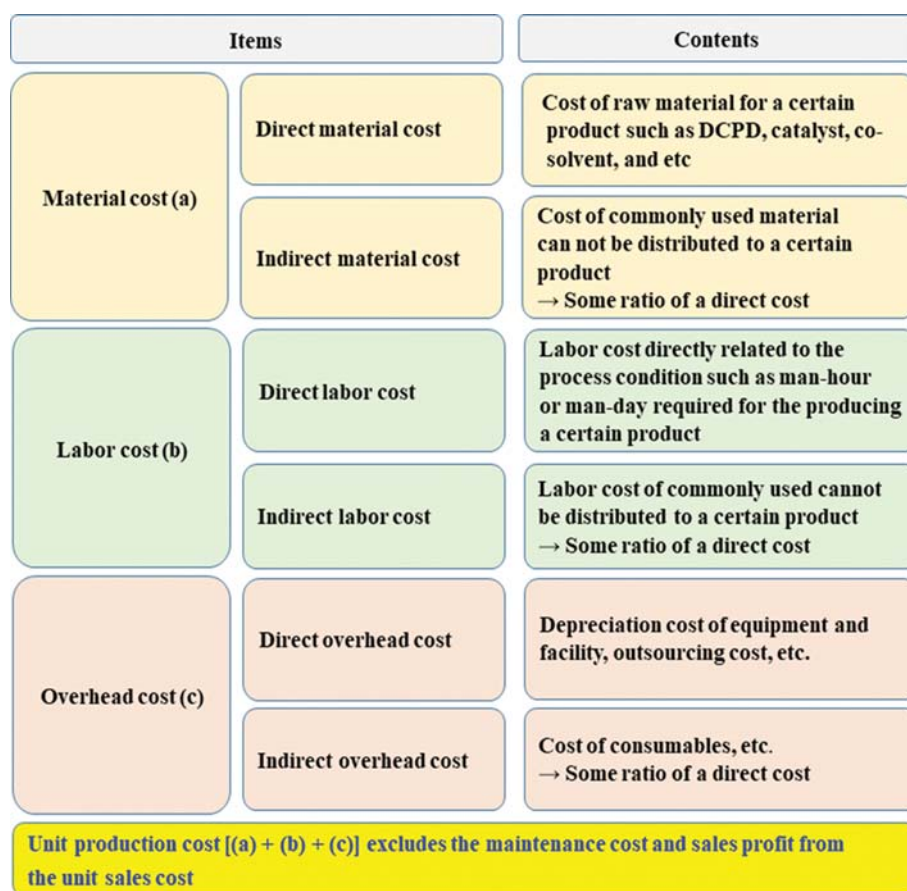 Items
Contents
Material cost (a)
Direct material cost
Cost of raw material for a certain
product such as DCPD, catalyst, co-
solvent, and etc
Indirect material cost
Cost of commonly used material
can not be distributed to a certain
product
→ Some ratio of a direct cost
Labor cost (b)
Direct labor cost
Labor cost directly related to the
process condition such as man-hour
or man-day required for the producing
a certain product
Indirect labor cost
Labor cost of commonly used cannot
be distributed to a certain product
→ Some ratio of a direct cost
Overhead cost (c)
Direct overhead cost
Depreciation cost of equipment and
facility, outsourcing cost, etc.
Indirect overhead cost
Cost of consumables, etc.
→ Some ratio of a direct cost
Unit production cost [(a) + (b) + (c)] excludes the maintenance cost and sales profit from
the unit sales cost